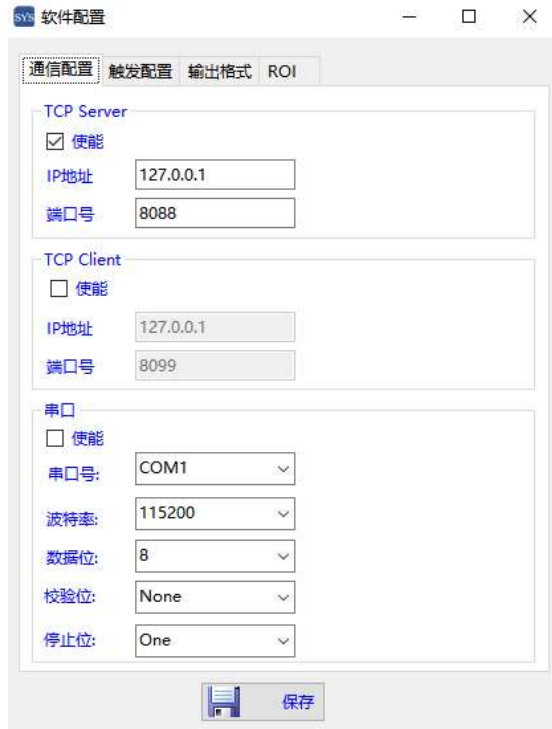 SYS 软件配置
通信配置 触发配置 输出格式 ROI
TCP Server
使能
IP地址 127.0.0.1
端口号 8088
TCP Client
使能
IP地址 127.0.0.1
端口号 8099
串口
使能
串口号: COM1
波特率: 115200
数据位: 8
校验位: None
停止位: One
保存